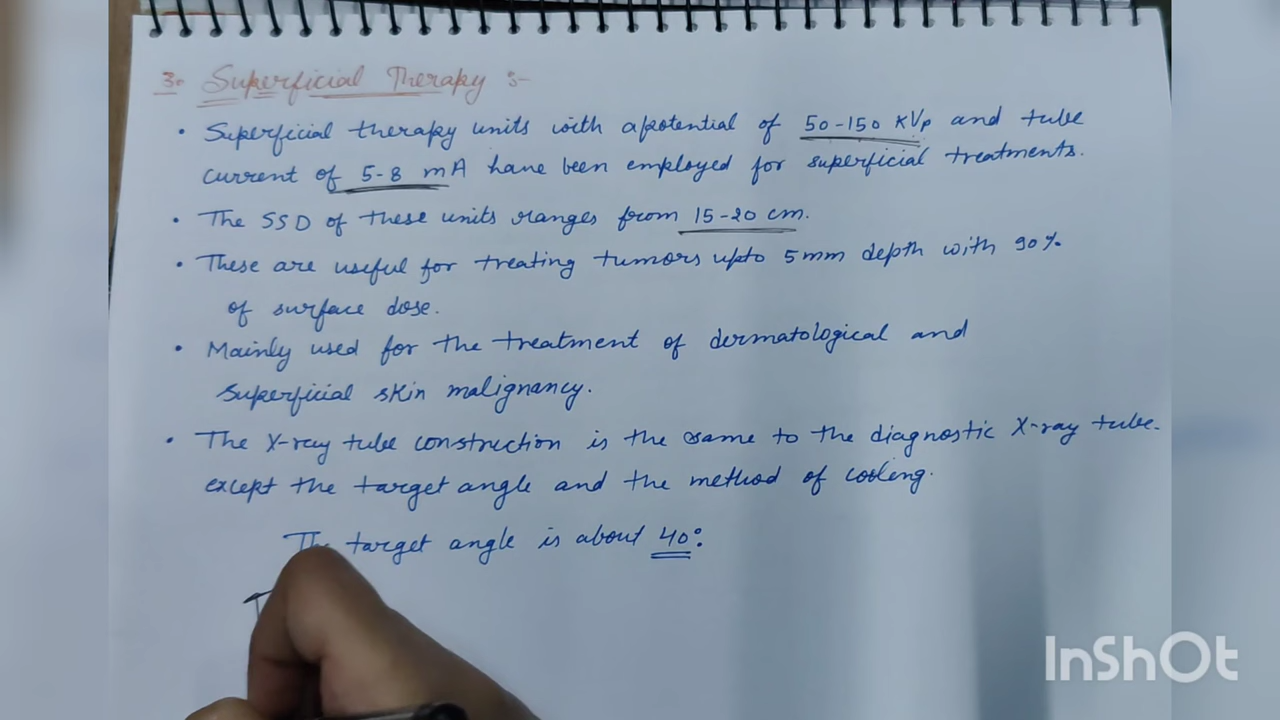 3. Superficial Therapy :-
• Superficial therapy units with a potential of 50-150 KVp and tube
current of 5-8 mA have been employed for superficial treatments.
• The SSD of these units ranges from 15-20 cm.
• These are useful for treating tumors upto 5mm depth with 90%
of surface dose.
• Mainly used for the treatment of dermatological and
superficial skin malignancy.
• The X-ray tube construction is the same to the diagnostic X-ray tube.
except the target angle and the method of cooling.
The target angle is about 40°.
InShOt